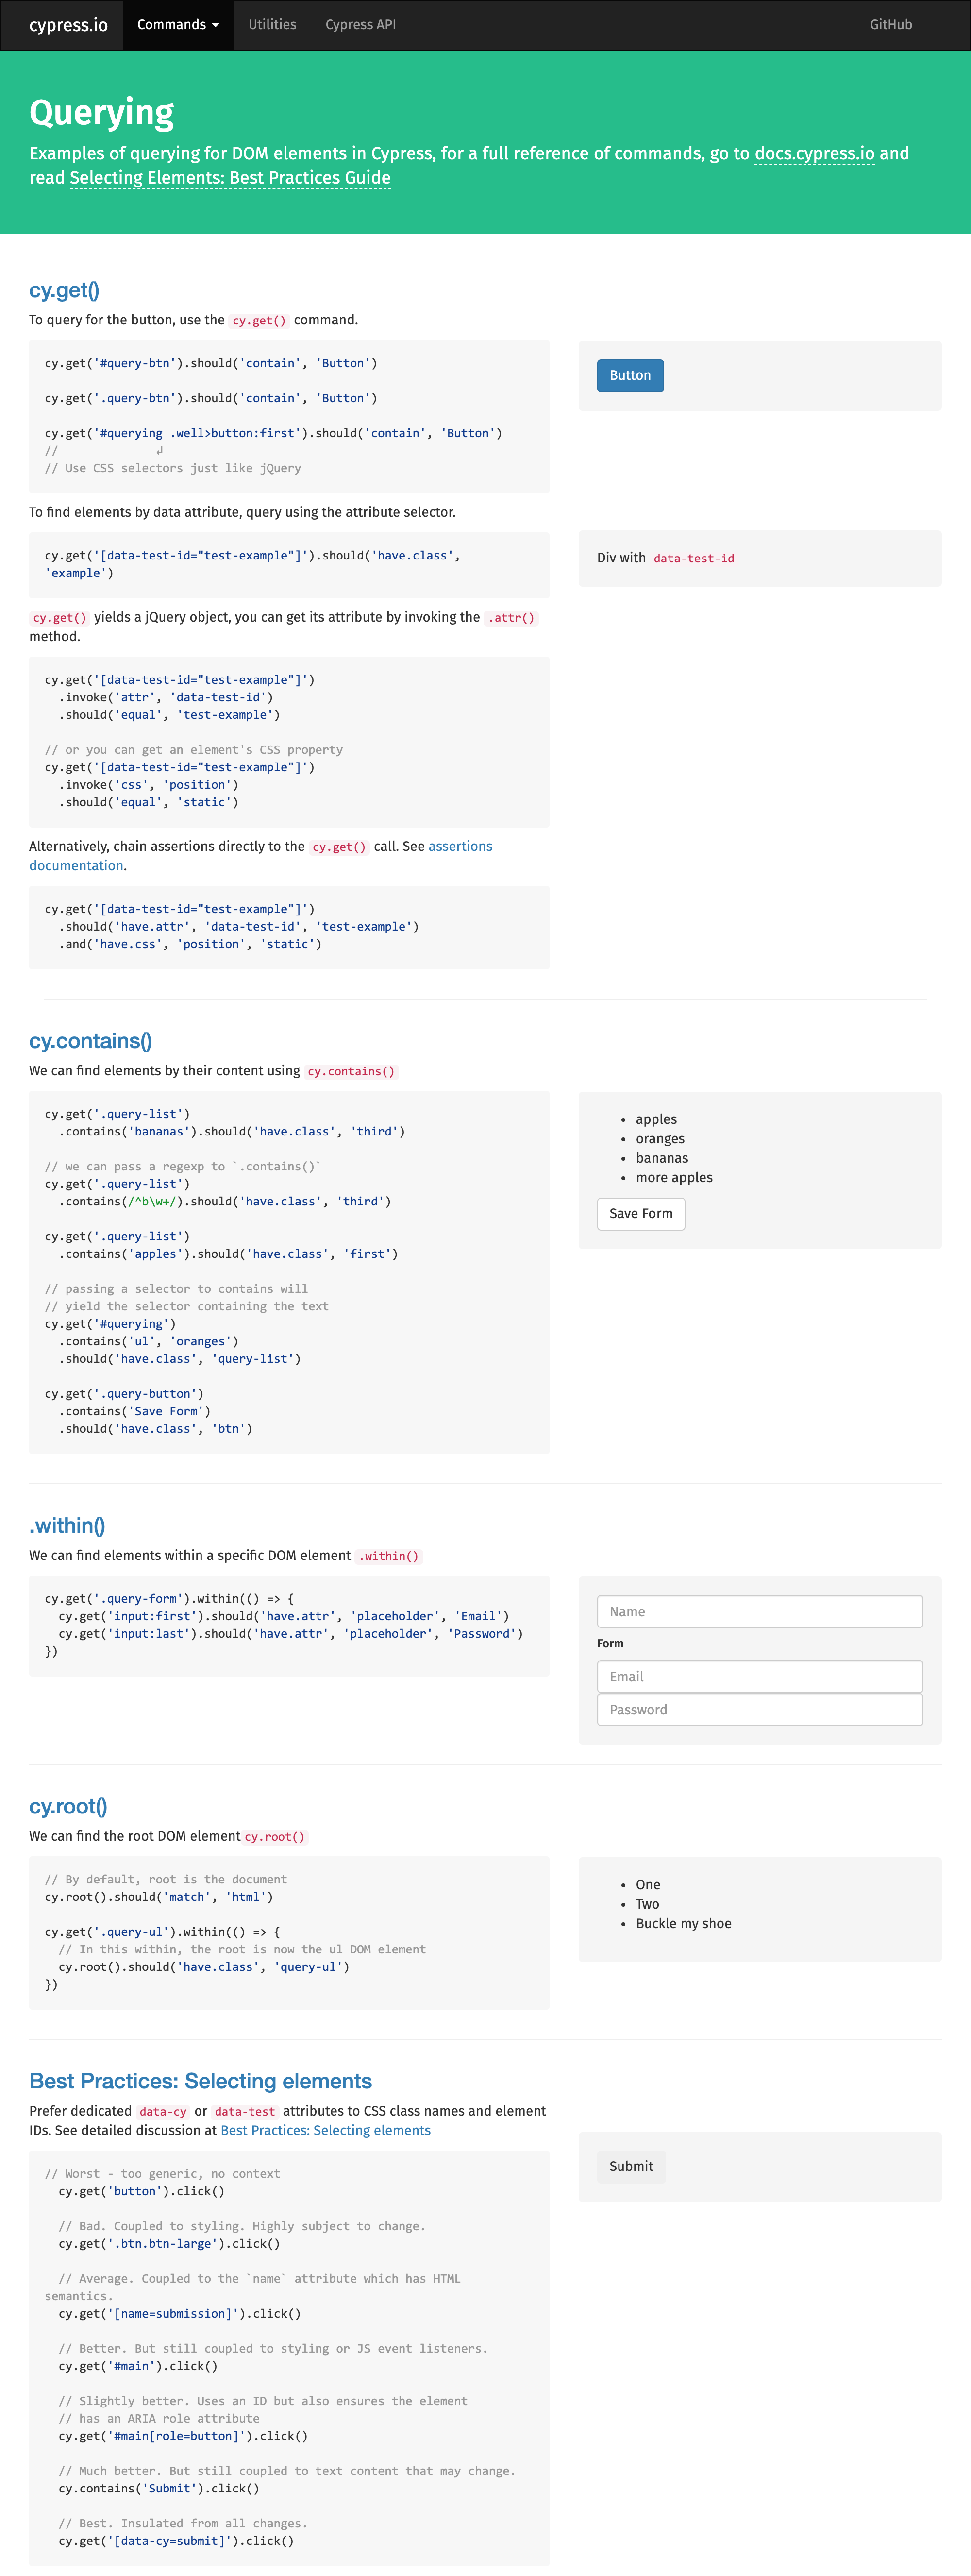 cypress.io Commands Utilities Cypress API GitHub
Querying
Examples of querying for DOM elements in Cypress, for a full reference of commands, go to docs.cypress.io and
read Selecting Elements: Best Practices Guide
cy.get()
To query for the button, use the cy.get() command.
cy.get('#query-btn').should('contain', 'Button')
cy.get('.query-btn').should('contain', 'Button')
cy.get('#querying .well>button:first').should('contain', 'Button')
// ↲
// Use CSS selectors just like jQuery
Button
To find elements by data attribute, query using the attribute selector.
cy.get('[data-test-id="test-example"]').should('have.class',
'example')
Div with data-test-id
cy.get() yields a jQuery object, you can get its attribute by invoking the .attr()
method.
cy.get('[data-test-id="test-example"]')
  .invoke('attr', 'data-test-id')
  .should('equal', 'test-example')
// or you can get an element's CSS property
cy.get('[data-test-id="test-example"]')
  .invoke('css', 'position')
  .should('equal', 'static')
Alternatively, chain assertions directly to the cy.get() call. See assertions
documentation.
cy.get('[data-test-id="test-example"]')
  .should('have.attr', 'data-test-id', 'test-example')
  .and('have.css', 'position', 'static')
cy.contains()
We can find elements by their content using cy.contains()
cy.get('.query-list')
  .contains('bananas').should('have.class', 'third')
// we can pass a regexp to `.contains()`
cy.get('.query-list')
  .contains(/^b\w+/).should('have.class', 'third')
cy.get('.query-list')
  .contains('apples').should('have.class', 'first')
// passing a selector to contains will
// yield the selector containing the text
cy.get('#querying')
  .contains('ul', 'oranges')
  .should('have.class', 'query-list')
cy.get('.query-button')
  .contains('Save Form')
  .should('have.class', 'btn')
• apples
• oranges
• bananas
• more apples
Save Form
.within()
We can find elements within a specific DOM element .within()
cy.get('.query-form').within(() => {
  cy.get('input:first').should('have.attr', 'placeholder', 'Email')
  cy.get('input:last').should('have.attr', 'placeholder', 'Password')
})
Name
Form
Email
Password
cy.root()
We can find the root DOM element cy.root()
// By default, root is the document
cy.root().should('match', 'html')
cy.get('.query-ul').within(() => {
  // In this within, the root is now the ul DOM element
  cy.root().should('have.class', 'query-ul')
})
• One
• Two
• Buckle my shoe
Best Practices: Selecting elements
Prefer dedicated data-cy or data-test attributes to CSS class names and element
IDs. See detailed discussion at Best Practices: Selecting elements
// Worst - too generic, no context
  cy.get('button').click()
  // Bad. Coupled to styling. Highly subject to change.
  cy.get('.btn.btn-large').click()
  // Average. Coupled to the `name` attribute which has HTML
semantics.
  cy.get('[name=submission]').click()
  // Better. But still coupled to styling or JS event listeners.
  cy.get('#main').click()
  // Slightly better. Uses an ID but also ensures the element
  // has an ARIA role attribute
  cy.get('#main[role=button]').click()
  // Much better. But still coupled to text content that may change.
  cy.contains('Submit').click()
  // Best. Insulated from all changes.
  cy.get('[data-cy=submit]').click()
Submit